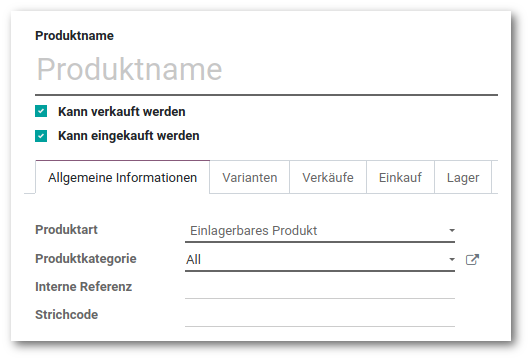 Produktname
Produktname
Kann verkauft werden
Kann eingekauft werden
Allgemeine Informationen Varianten Verkäufe Einkauf Lager
Produktart Einlagerbares Produkt
Produktkategorie All
Interne Referenz
Strichcode